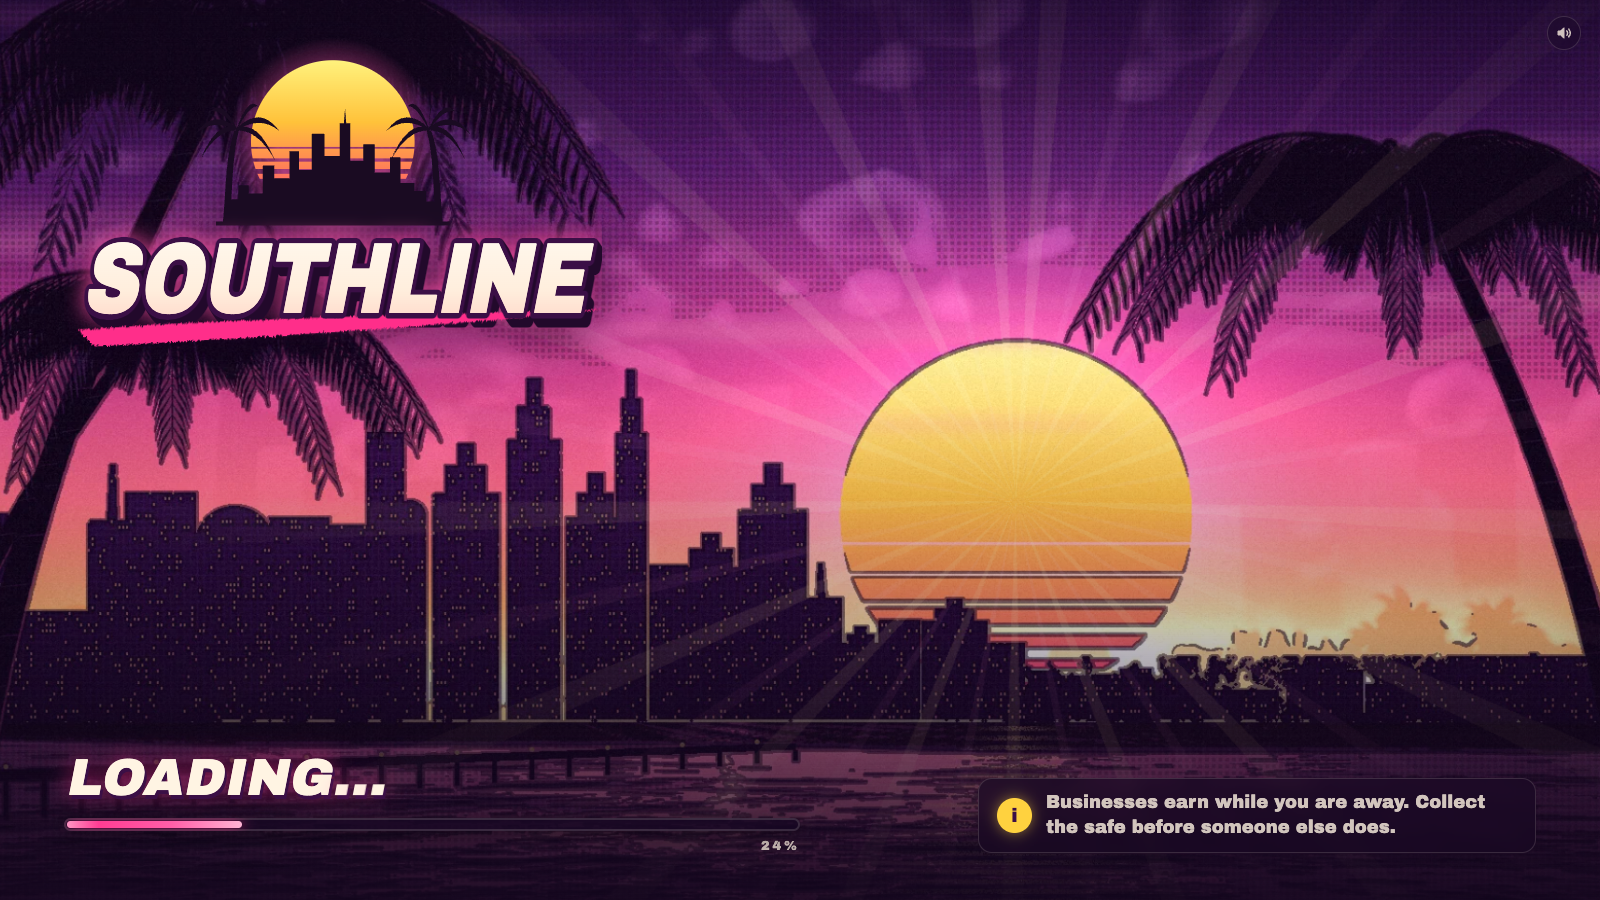 SOUTHLINE
LOADING...
24%
i
Businesses earn while you are away. Collect
the safe before someone else does.